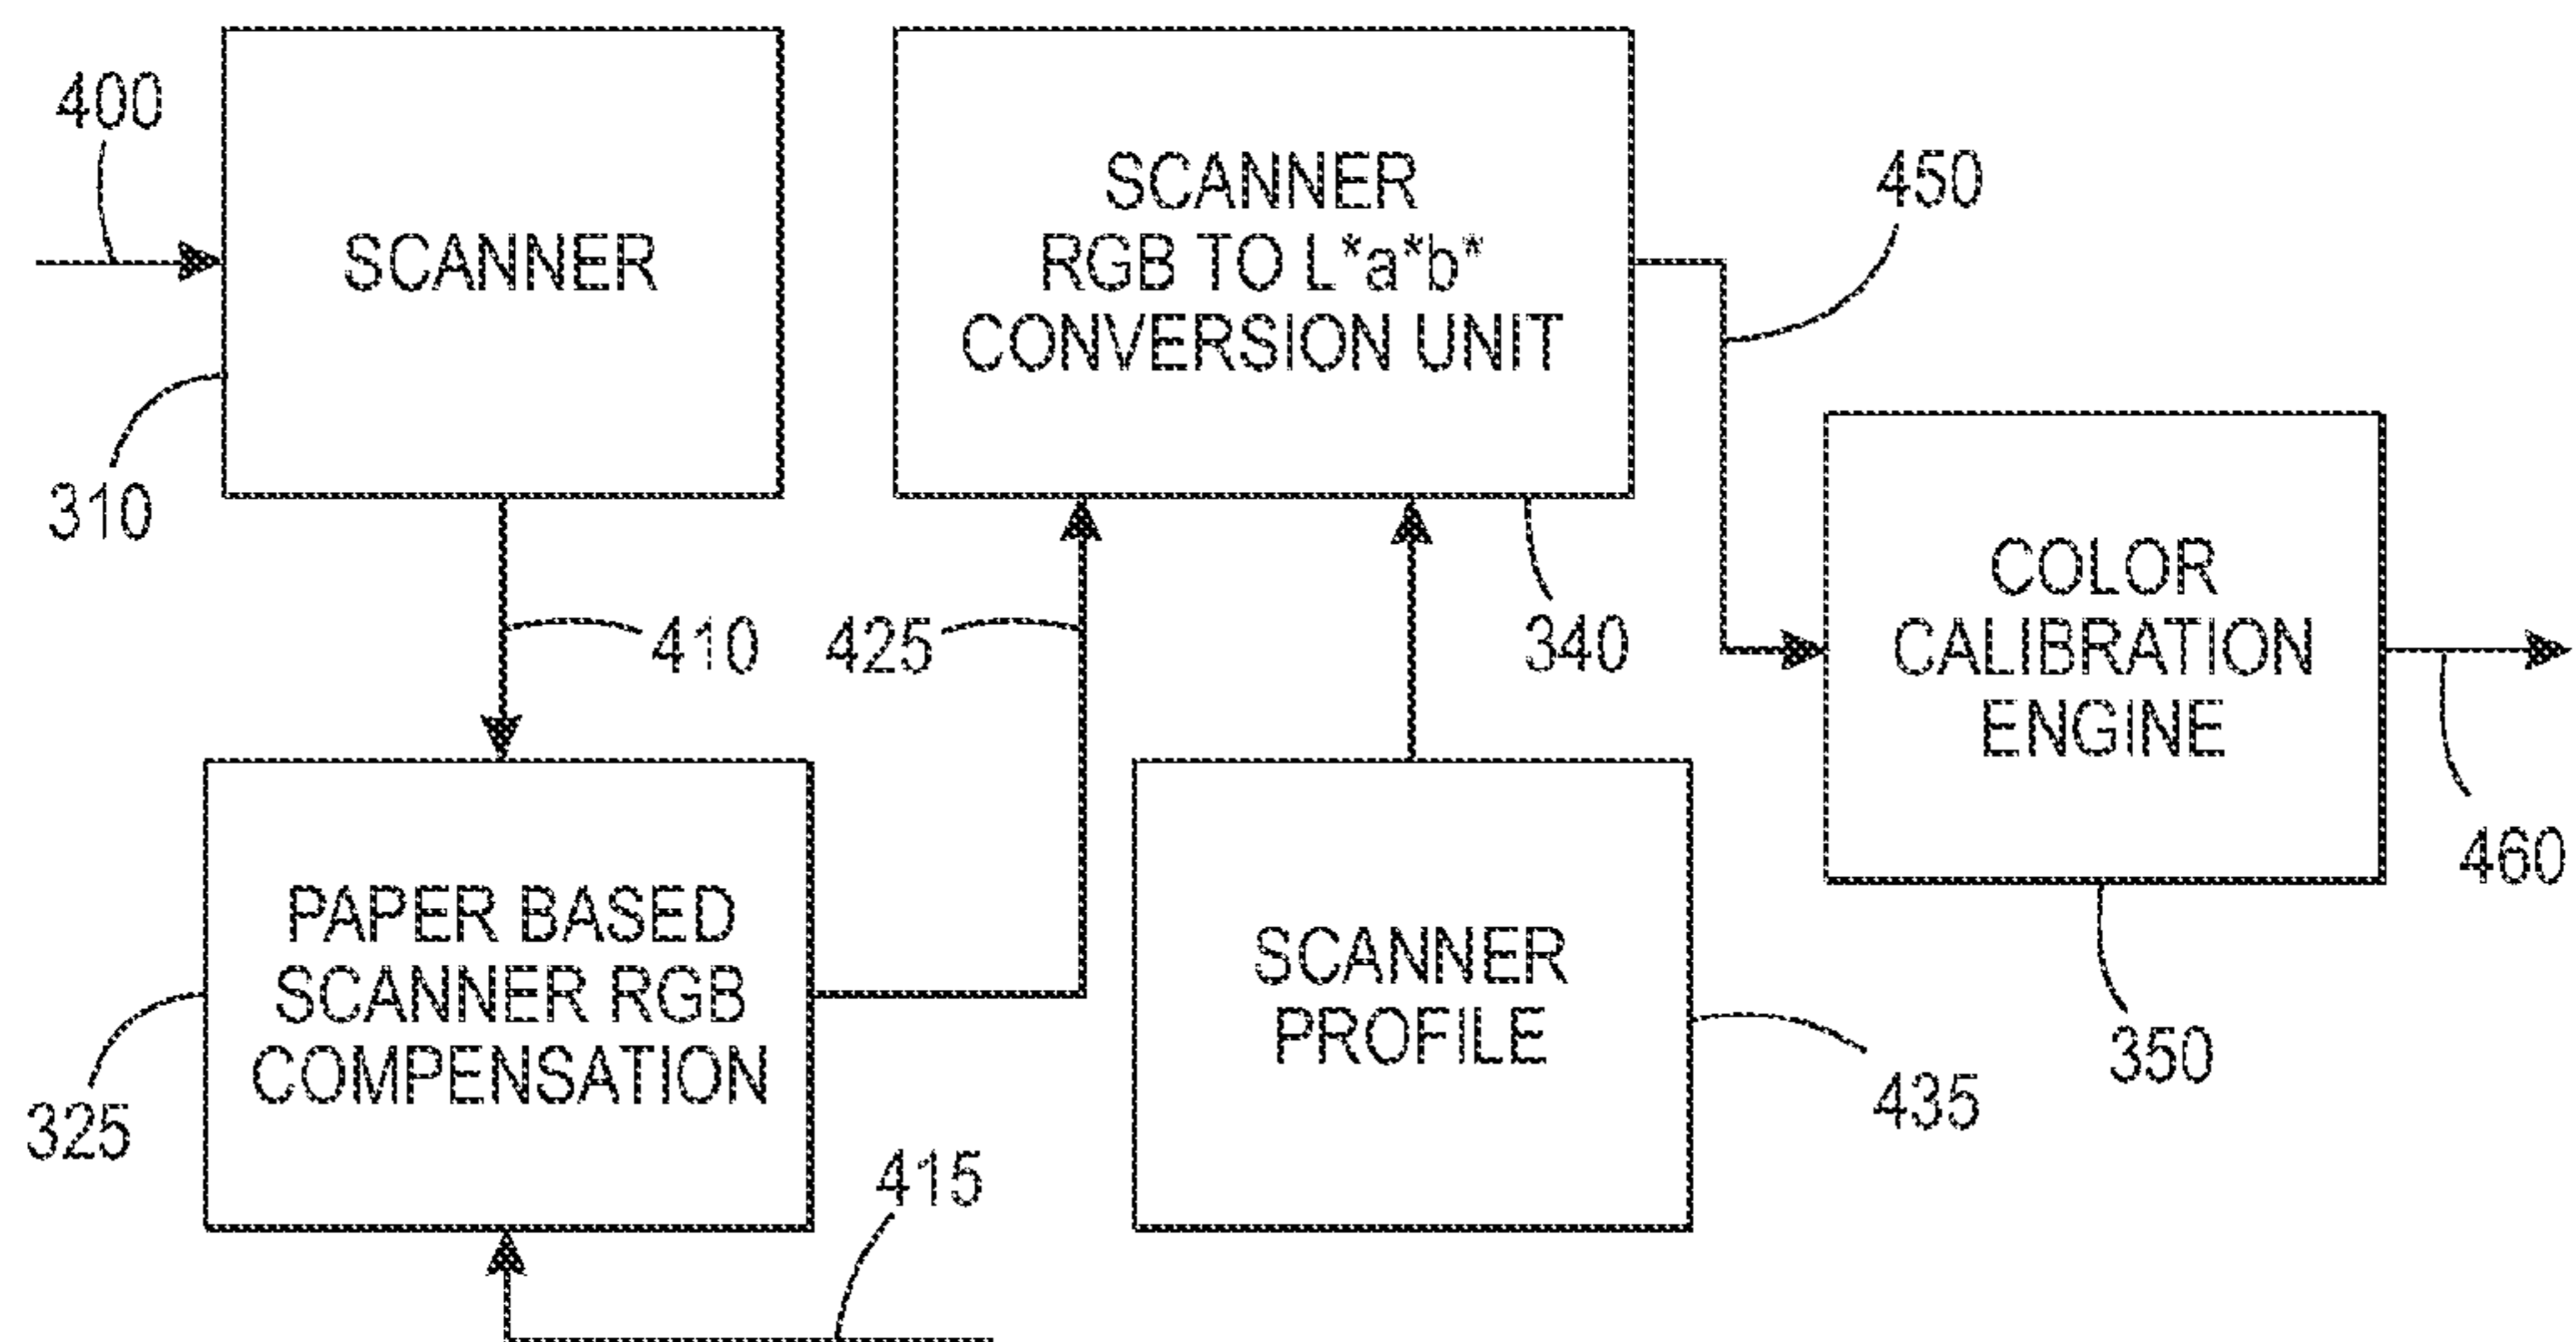 400
SCANNER
310
410
SCANNER
RGB TO L*a*b*
CONVERSION UNIT
450
425
340
COLOR
CALIBRATION
ENGINE
460
350
PAPER BASED
SCANNER RGB
COMPENSATION
325
415
SCANNER
PROFILE
435